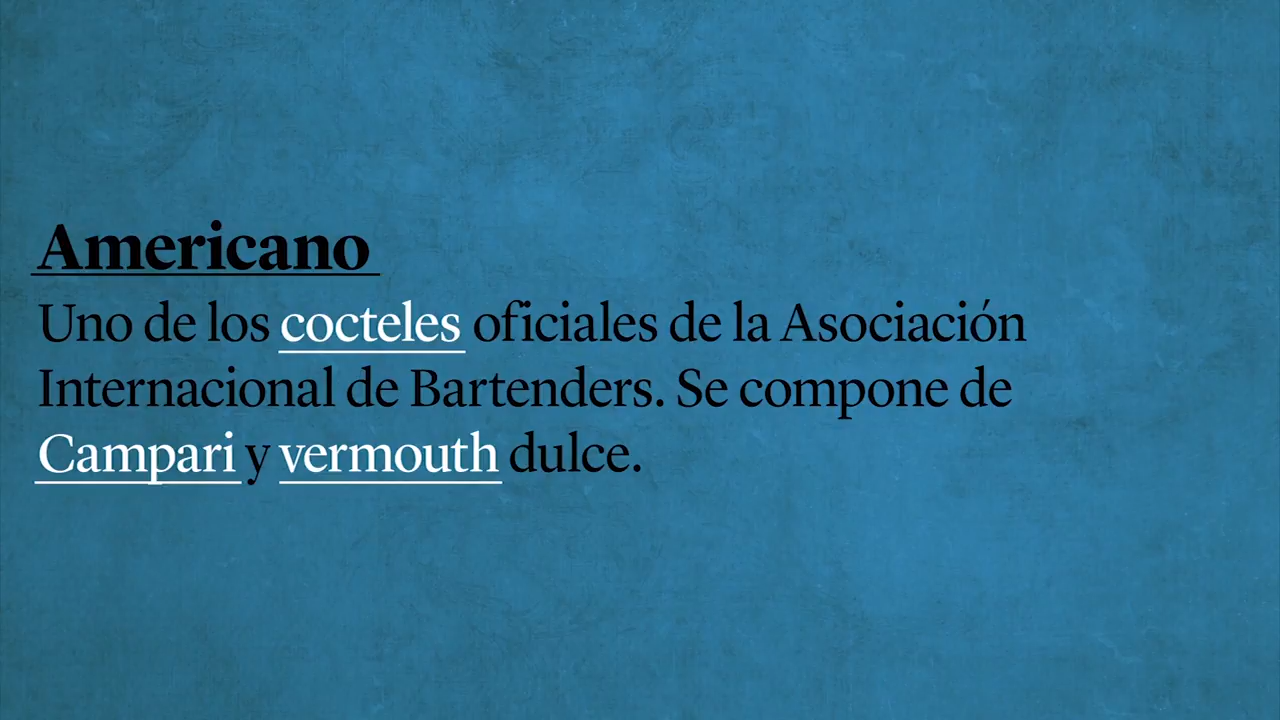 Americano
Uno de los cocteles oficiales de la Asociación
Internacional de Bartenders. Se compone de
Campari y vermouth dulce.